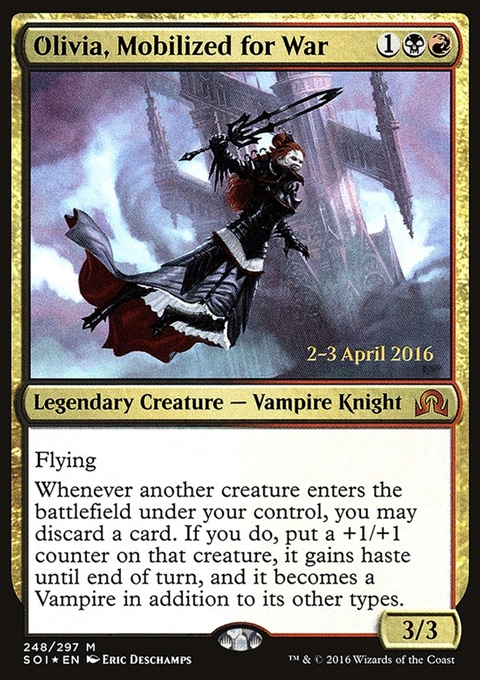 Olivia, Mobilized for War 1
2–3 April 2016
Legendary Creature — Vampire Knight
Flying
Whenever another creature enters the
battlefield under your control, you may
discard a card. If you do, put a +1/+1
counter on that creature, it gains haste
until end of turn, and it becomes a
Vampire in addition to its other types.
3/3
248/297 M
SOI★EN Eric Deschamps
™ & © 2016 Wizards of the Coast